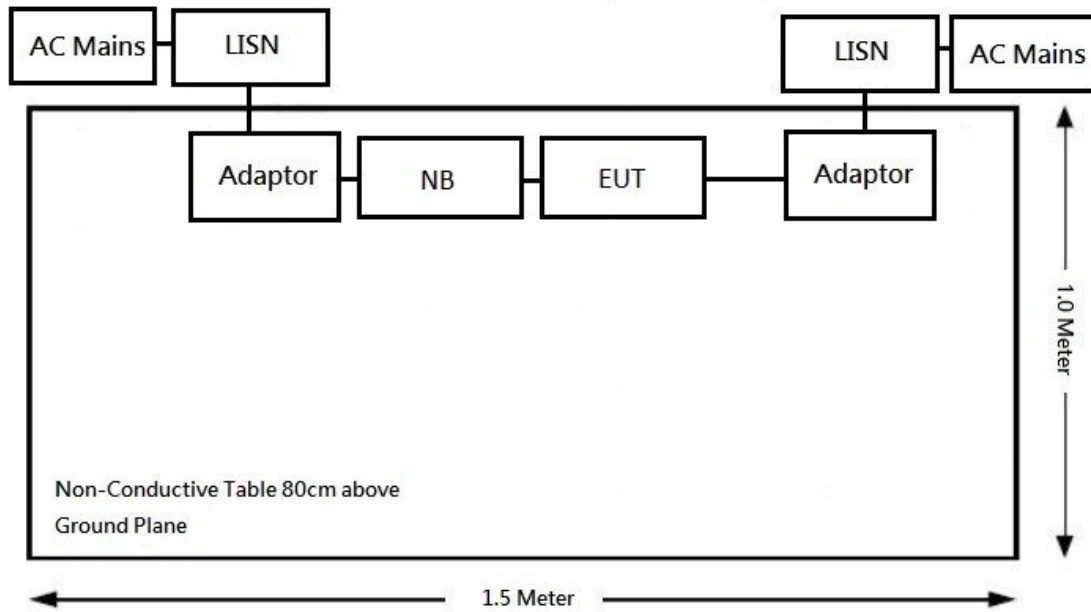 AC Mains
LISN
LISN
AC Mains
Adaptor
NB
EUT
Adaptor
1.0 Meter
Non-Conductive Table 80cm above
Ground Plane
1.5 Meter